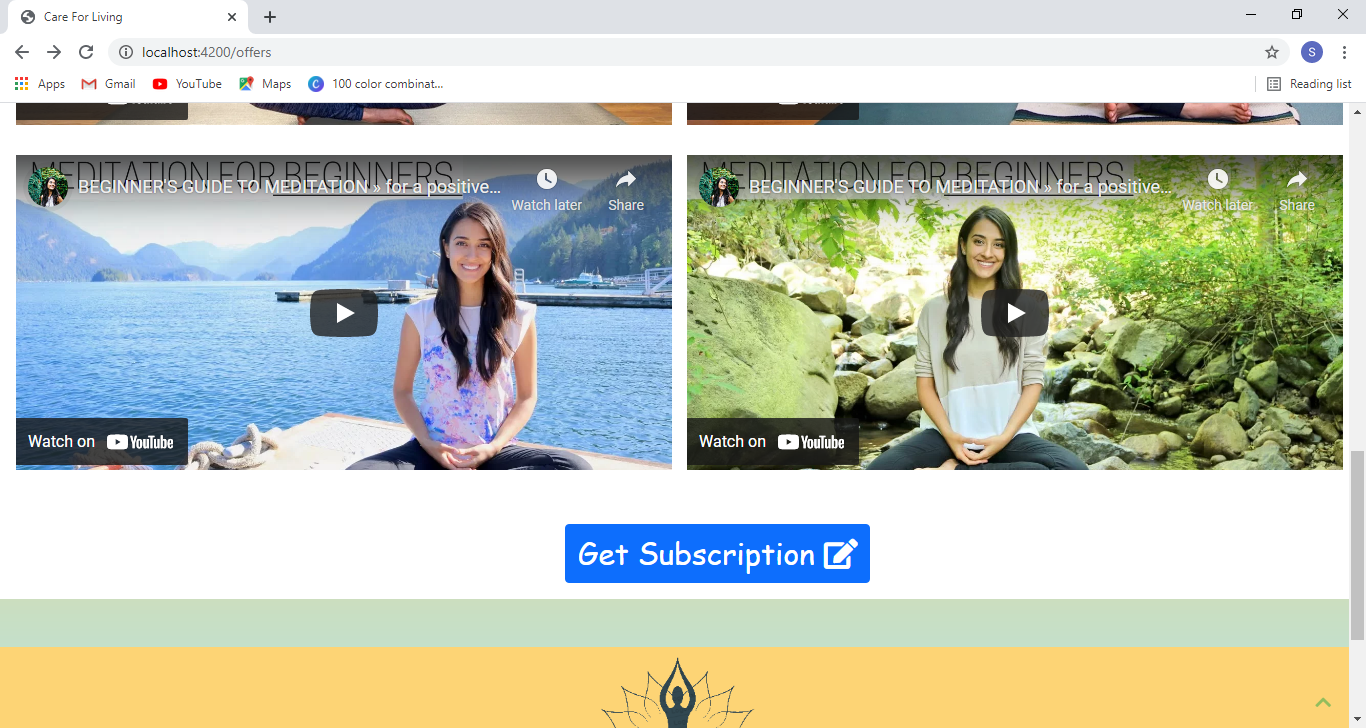 Care For Living
localhost:4200/offers
S
Apps Gmail YouTube Maps C 100 color combinat... Reading list
MEDITATION FOR BEGINNERS
BEGINNER'S GUIDE TO MEDITATION » for a positive...
Watch later Share
Watch on YouTube
MEDITATION FOR BEGINNERS
BEGINNER'S GUIDE TO MEDITATION » for a positive...
Watch later Share
Watch on YouTube
Get Subscription